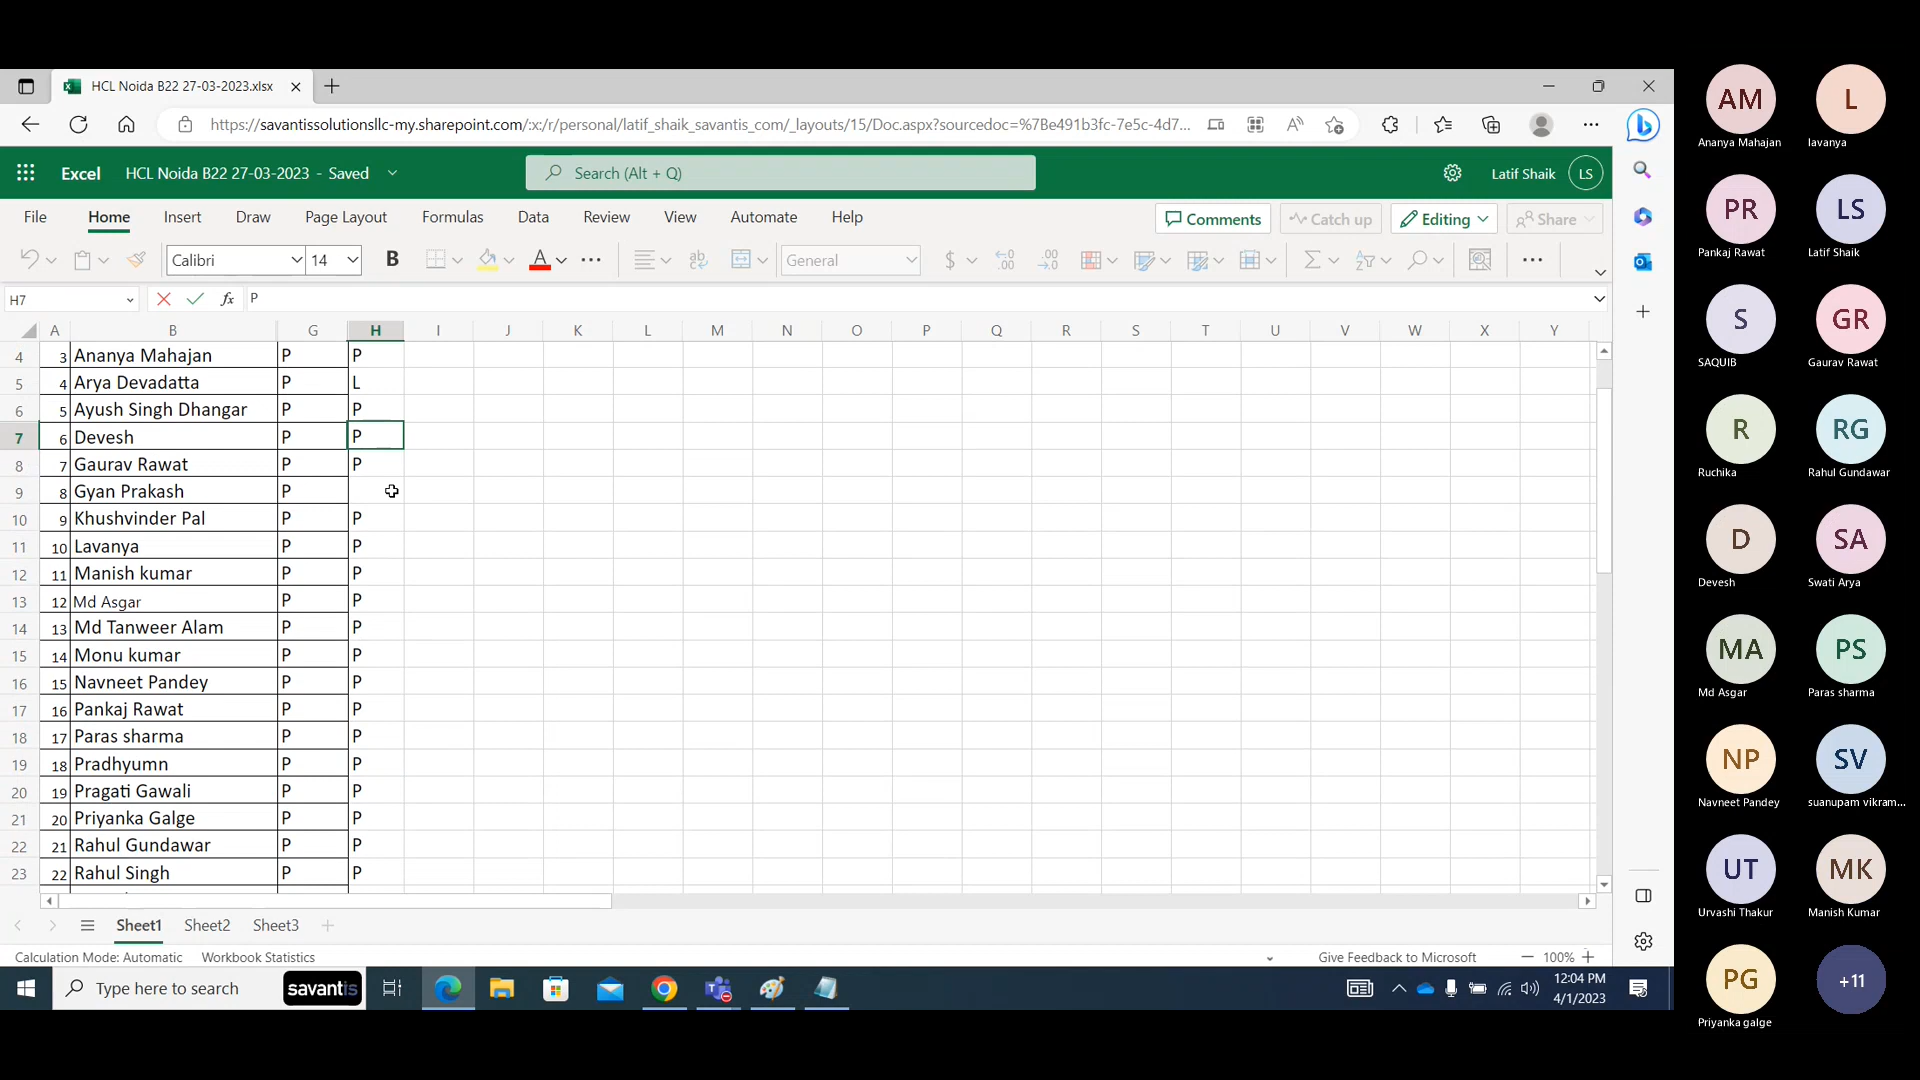 HCL Noida B22 27-03-2023.xlsx
https://savantissolutionsllc-my.sharepoint.com/:x:/r/personal/latif_shaik_savantis_com/_layouts/15/Doc.aspx?sourcedoc=%7Be491b3fc-7e5c-4d7...
Excel HCL Noida B22 27-03-2023 - Saved Search (Alt + Q) Latif Shaik LS
File Home Insert Draw Page Layout Formulas Data Review View Automate Help Comments Catch up Editing Share
Calibri 14 B A ab General $ .00
H7 fx P
A B G H I J K L M N O P Q R S T U V W X Y
4 3 Ananya Mahajan P P
5 4 Arya Devadatta P L
6 5 Ayush Singh Dhangar P P
7 6 Devesh P P
8 7 Gaurav Rawat P P
9 8 Gyan Prakash P
10 9 Khushvinder Pal P P
11 10 Lavanya P P
12 11 Manish kumar P P
13 12 Md Asgar P P
14 13 Md Tanweer Alam P P
15 14 Monu kumar P P
16 15 Navneet Pandey P P
17 16 Pankaj Rawat P P
18 17 Paras sharma P P
19 18 Pradhyumn P P
20 19 Pragati Gawali P P
21 20 Priyanka Galge P P
22 21 Rahul Gundawar P P
23 22 Rahul Singh P P
Sheet1 Sheet2 Sheet3
Calculation Mode: Automatic Workbook Statistics Give Feedback to Microsoft 100%
Type here to search savantis 12:04 PM
4/1/2023
AM L
Ananya Mahajan lavanya
PR LS
Pankaj Rawat Latif Shaik
S GR
SAQUIB Gaurav Rawat
R RG
Ruchika Rahul Gundawar
D SA
Devesh Swati Arya
MA PS
Md Asgar Paras sharma
NP SV
Navneet Pandey suanupam vikram...
UT MK
Urvashi Thakur Manish Kumar
PG +11
Priyanka galge